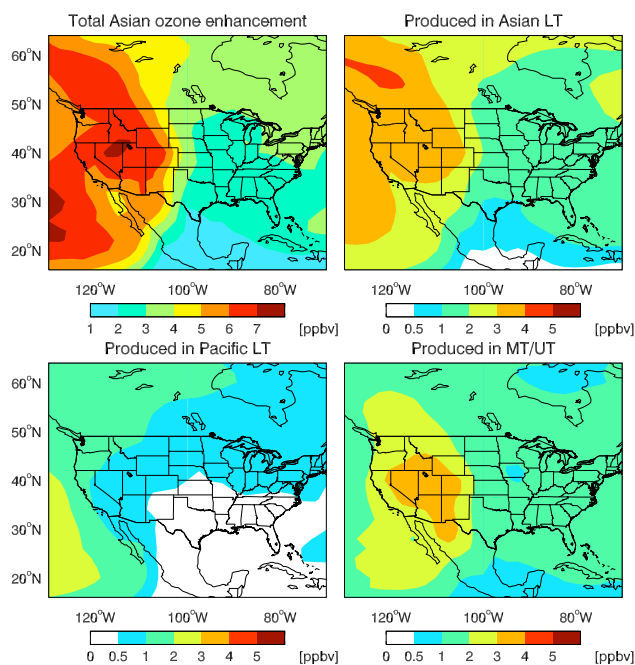 Total Asian ozone enhancement Produced in Asian LT
60°N
50°N
40°N
30°N
20°N
120°W 100°W 80°W 120°W 100°W 80°W
1 2 3 4 5 6 7 [ppbv] 0 0.5 1 2 3 4 5 [ppbv]
Produced in Pacific LT Produced in MT/UT
60°N
50°N
40°N
30°N
20°N
120°W 100°W 80°W 120°W 100°W 80°W
0 0.5 1 2 3 4 5 [ppbv] 0 0.5 1 2 3 4 5 [ppbv]